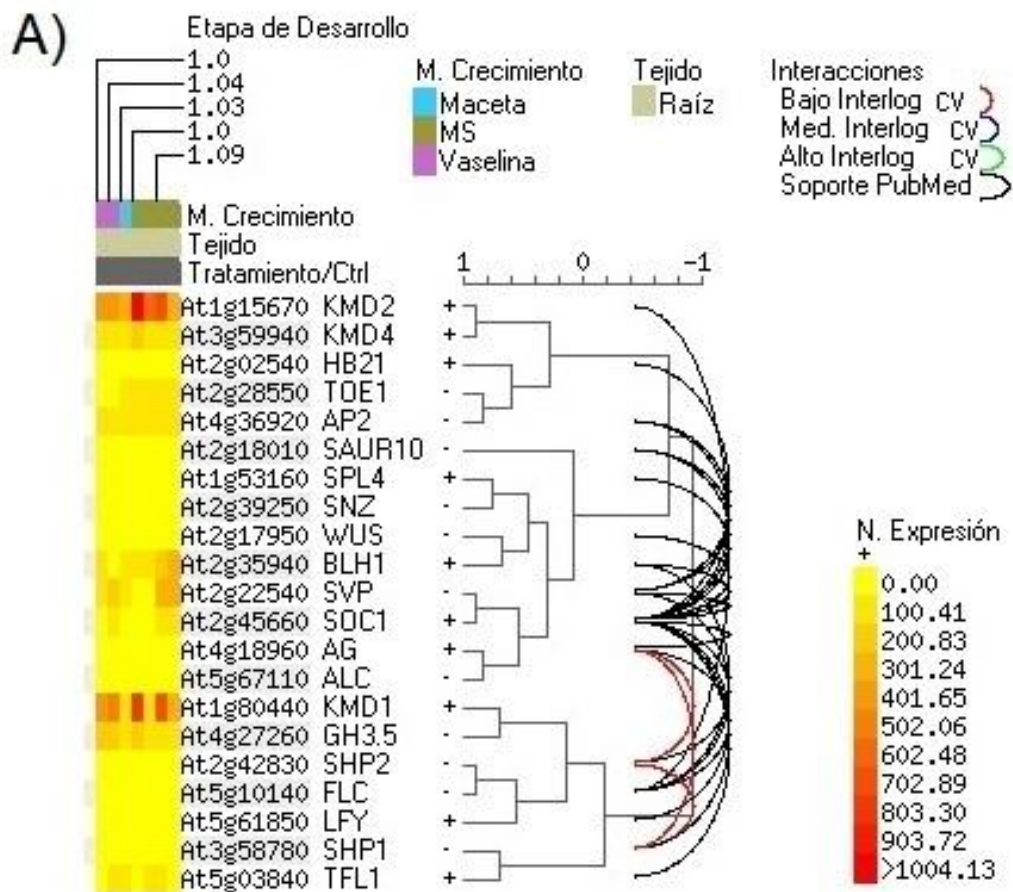 A)
Etapa de Desarrollo
1.0
1.04
1.03
1.0
1.09
M. Crecimiento
Maceta
MS
Vaselina
Tejido
Raíz
Interacciones
Bajo Interlog CV
Med. Interlog CV
Alto Interlog CV
Soporte PubMed
M. Crecimiento
Tejido
Tratamiento/Ctrl
1 0 -1
At1g15670 KMD2 +
At3g59940 KMD4 +
At2g02540 HB21 +
At2g28550 TOE1 -
At4g36920 AP2 -
At2g18010 SAUR10 -
At1g53160 SPL4 +
At2g39250 SNZ -
At2g17950 WUS -
At2g35940 BLH1 +
At2g22540 SVP -
At2g45660 SOC1 +
At4g18960 AG +
At5g67110 ALC -
At1g80440 KMD1 +
At4g27260 GH3.5 -
At2g42830 SHP2 -
At5g10140 FLC -
At5g61850 LFY +
At3g58780 SHP1 -
At5g03840 TFL1 +
N. Expresión
+
0.00
100.41
200.83
301.24
401.65
502.06
602.48
702.89
803.30
903.72
>1004.13